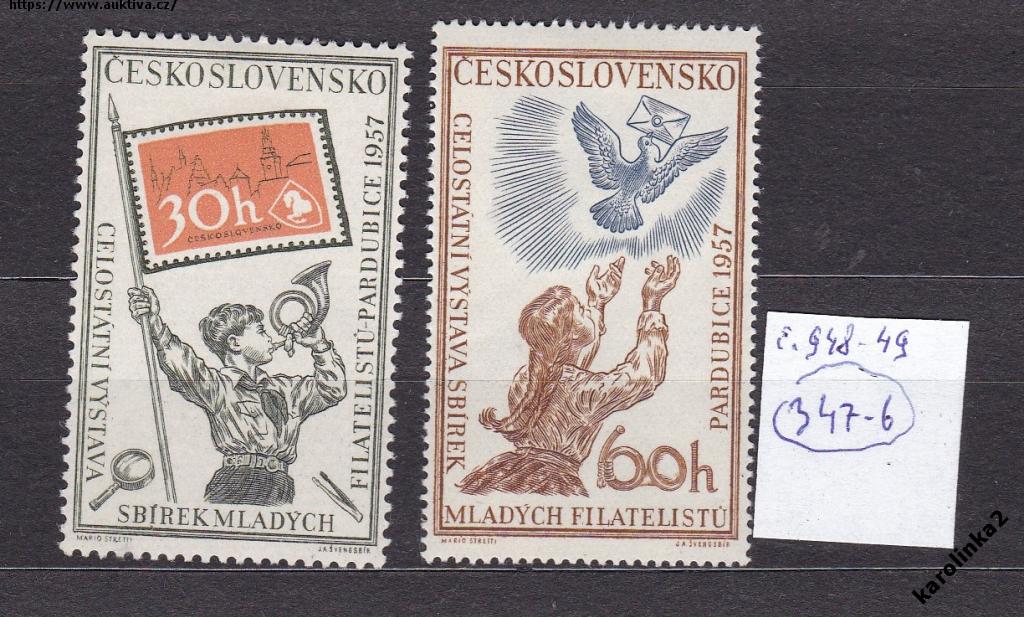 https://www.auktiva.cz/
ČESKOSLOVENSKO
30h
ČESKOSLOVENSKO
CELOSTÁTNÍ VÝSTAVA
SBÍREK MLADÝCH
FILATELISTŮ-PARDUBICE 1957
MARIO STRETTI
J.A.ŠVENGSBÍR
ČESKOSLOVENSKO
CELOSTÁTNÍ VÝSTAVA SBÍREK
MLADÝCH FILATELISTŮ
PARDUBICE 1957
60h
MARIO STRETTI
J.A.ŠVENGSBÍR
č. 948-49
347-6
karolinka2